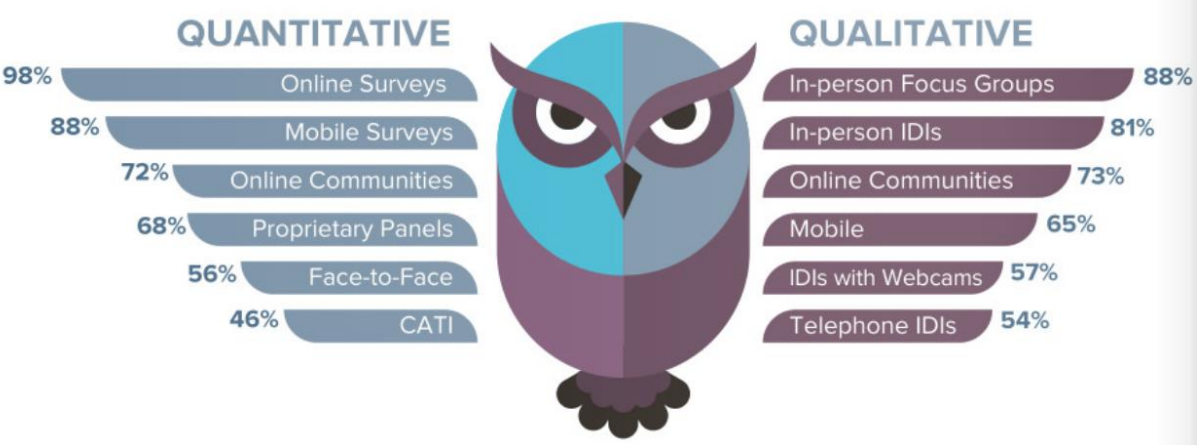 QUANTITATIVE
98% Online Surveys
88% Mobile Surveys
72% Online Communities
68% Proprietary Panels
56% Face-to-Face
46% CATI
QUALITATIVE
In-person Focus Groups 88%
In-person IDIs 81%
Online Communities 73%
Mobile 65%
IDIs with Webcams 57%
Telephone IDIs 54%